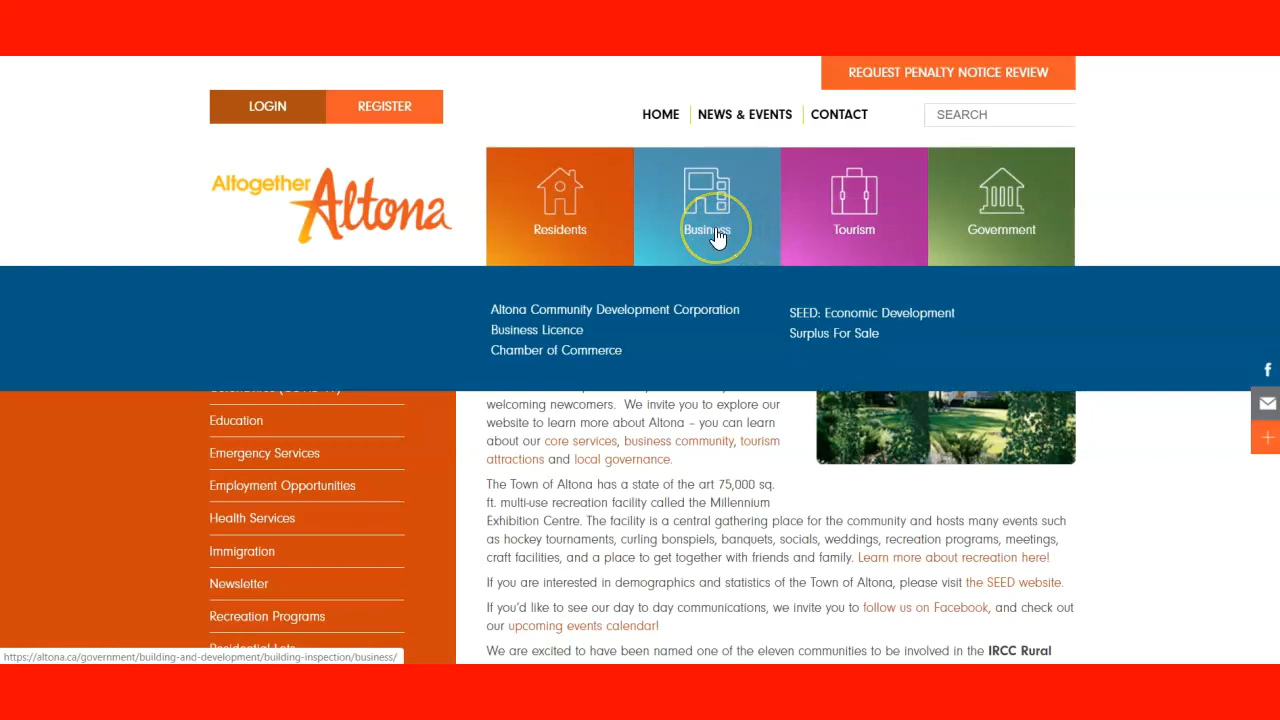 REQUEST PENALTY NOTICE REVIEW
LOGIN
REGISTER
HOME
NEWS & EVENTS
CONTACT
SEARCH
Altogether
Altona
Residents
Business
Tourism
Government
Altona Community Development Corporation
Business Licence
Chamber of Commerce
SEED: Economic Development
Surplus For Sale
Education
Emergency Services
Employment Opportunities
Health Services
Immigration
Newsletter
Recreation Programs
welcoming newcomers. We invite you to explore our
website to learn more about Altona – you can learn
about our core services, business community, tourism
attractions and local governance.
The Town of Altona has a state of the art 75,000 sq.
ft. multi-use recreation facility called the Millennium
Exhibition Centre. The facility is a central gathering place for the community and hosts many events such
as hockey tournaments, curling bonspiels, banquets, socials, weddings, recreation programs, meetings,
craft facilities, and a place to get together with friends and family. Learn more about recreation here!
If you are interested in demographics and statistics of the Town of Altona, please visit the SEED website.
If you'd like to see our day to day communications, we invite you to follow us on Facebook, and check out
our upcoming events calendar!
We are excited to have been named one of the eleven communities to be involved in the IRCC Rural
https://altona.ca/government/building-and-development/building-inspection/business/